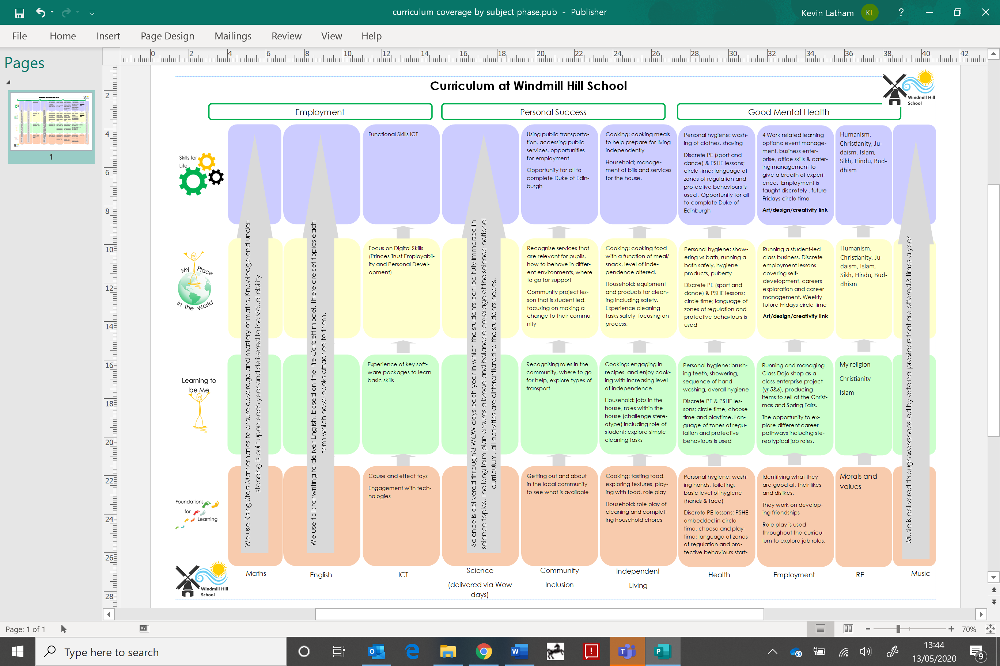 curriculum coverage by subject phase.pub - Publisher
Kevin Latham
KL
?
File
Home
Insert
Page Design
Mailings
Review
View
Help
Pages
1
0 2 4 6 8 10 12 14 16 18 20 22 24 26 28 30 32 34 36 38 40 42
2
4
6
8
10
12
14
16
18
20
22
24
26
28
Curriculum at Windmill Hill School
Windmill Hill
School
Employment
Personal Success
Good Mental Health
Skills for
Life
Functional Skills ICT
Using public transporta-
tion, accessing public
services, opportunities
for employment
Opportunity for all to
complete Duke of Edin-
burgh
Cooking: cooking meals
to help prepare for living
independently
Household; manage-
ment of bills and services
for the house.
Personal hygiene: wash-
ing of clothes, shaving
Discrete PE (sport and
dance) & PSHE lessons;
circle time; language of
zones of regulation and
protective behaviours is
used . Opportunity for all
to complete Duke of
Edinburgh
4 Work related learning
options: event manage-
ment, business enter-
prise, office skills & cater-
ing management to
give a breath of experi-
ence. Employment is
taught discretely . future
Fridays circle time
Art/design/creativity link
Humanism,
Christianity, Ju-
daism, Islam,
Sikh, Hindu, Bud-
dhism
My Place
in the World
Focus on Digital Skills
(Princes Trust Employabil-
ity and Personal Devel-
opment)
Recognise services that
are relevant for pupils,
how to behave in differ-
ent environments, where
to go for support
Community project les-
son that is student led,
focusing on making a
change to their commu-
nity
Cooking: cooking food
with a function of meal/
snack, level of inde-
pendence altered.
Household: equipment
and products for clean-
ing including safety.
Experience cleaning
tasks safely focusing on
process.
Personal hygiene: show-
ering vs bath, running a
bath safely, hygiene
products, puberty
Discrete PE (sport and
dance) & PSHE lessons;
circle time; language of
zones of regulation and
protective behaviours is
used
Running a student-led
class business. Discrete
employment lessons
covering self-
development, careers
exploration and career
management. Weekly
future Fridays circle time
Art/design/creativity link
Humanism,
Christianity, Ju-
daism, Islam,
Sikh, Hindu, Bud-
dhism
Learning to
be Me
Experience of key soft-
ware packages to learn
basic skills
Recognising roles in the
community, where to go
for help, explore types of
transport
Cooking: engaging in
recipes and enjoy cook-
ing with increasing level
of independence.
Household: jobs in the
house, roles within the
house (challenge stere-
otype) including role of
student; explore simple
cleaning tasks
Personal hygiene: brush-
ing teeth, showering,
sequence of hand
washing, overall hygiene
Discrete PE & PSHE les-
sons; circle time, choose
time and playtime. Lan-
guage of zones of regu-
lation and protective
behaviours is used
Running and managing
Class Dojo shop as a
class enterprise project
(yr 5&6), producing
items to sell at the Christ-
mas and Spring Fairs.
The opportunity to ex-
plore different career
pathways including ste-
reotypical job roles.
My religion
Christianity
Islam
Foundations
for
Learning
Cause and effect toys
Engagement with tech-
nologies
Getting out and about
in the local community
to see what is available
Cooking: tasting food,
exploring textures, play-
ing with food, role play
Household: role play of
cleaning and complet-
ing household chores
Personal hygiene: wash-
ing hands, toileting,
basic level of hygiene
(hands & face)
Discrete PE lessons; PSHE
embedded in circle
time, choose and play-
time; language of zones
of regulation and pro-
tective behaviours start-
Identifying what they
are good at, their likes
and dislikes.
They work on develop-
ing friendships
Role play is used
throughout the curricu-
lum to explore job roles.
Morals and
values
We use Rising Stars Mathematics to ensure coverage and mastery of maths. Knowledge and under-
standing is built upon each year and delivered to individual ability
We use talk for writing to deliver English, based on the Pie Corbett model. There are set topics each
term which have books attached to them.
Science is delivered through 3 WOW days each year in which the students can be fully immersed in
science topics. The long term plan ensures a broad and balanced coverage of the science national
curriculum, all activities are differentiated to the students needs.
Music is delivered through workshops led by external providers that are offered 3 times a year
Windmill Hill
School
Maths
English
ICT
Science
(delivered via Wow
days)
Community
Inclusion
Independent
Living
Health
Employment
RE
Music
Page: 1 of 1
70%
Type here to search
13:44
13/05/2020
9